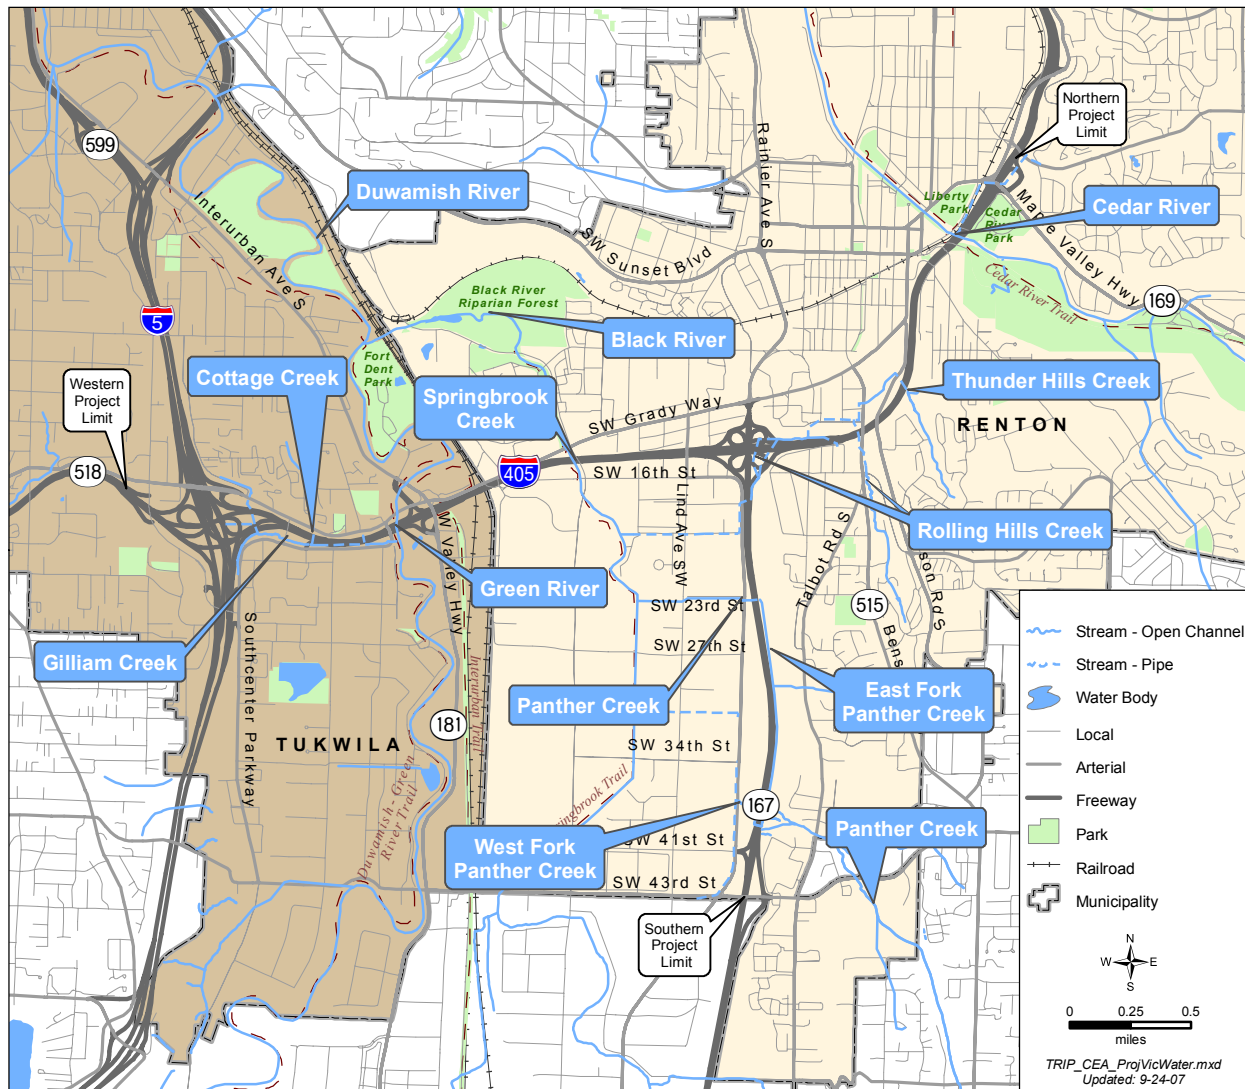 Northern
Project
Limit
599
Rainier Ave S
Duwamish River
Liberty
Park
Cedar River
Cedar
River
Park
Maple Valley Hwy
Interurban Ave S
SW Sunset Blvd
Cedar River Trail
169
Black River
Riparian Forest
5
Black River
Fort
Dent
Park
Cottage Creek
Western
Project
Limit
Springbrook
Creek
Thunder Hills Creek
SW Grady Way
RENTON
518
405
SW 16th St
Lind Ave SW
W Valley Hwy
Rolling Hills Creek
Talbot Rd S
Green River
SW 23rd St
515
son Rd S
Bens
Southcenter Parkway
Gilliam Creek
SW 27th St
Interurban Trail
Panther Creek
East Fork
Panther Creek
181
TUKWILA
SW 34th St
Duwamish - Green
River Trail
ringbrook Trail
167
West Fork
Panther Creek
SW 41st St
Panther Creek
SW 43rd St
Southern
Project
Limit
Stream - Open Channel
Stream - Pipe
Water Body
Local
Arterial
Freeway
Park
Railroad
Municipality
N
W E
S
0 0.25 0.5
miles
TRIP_CEA_ProjVicWater.mxd
Updated: 9-24-07